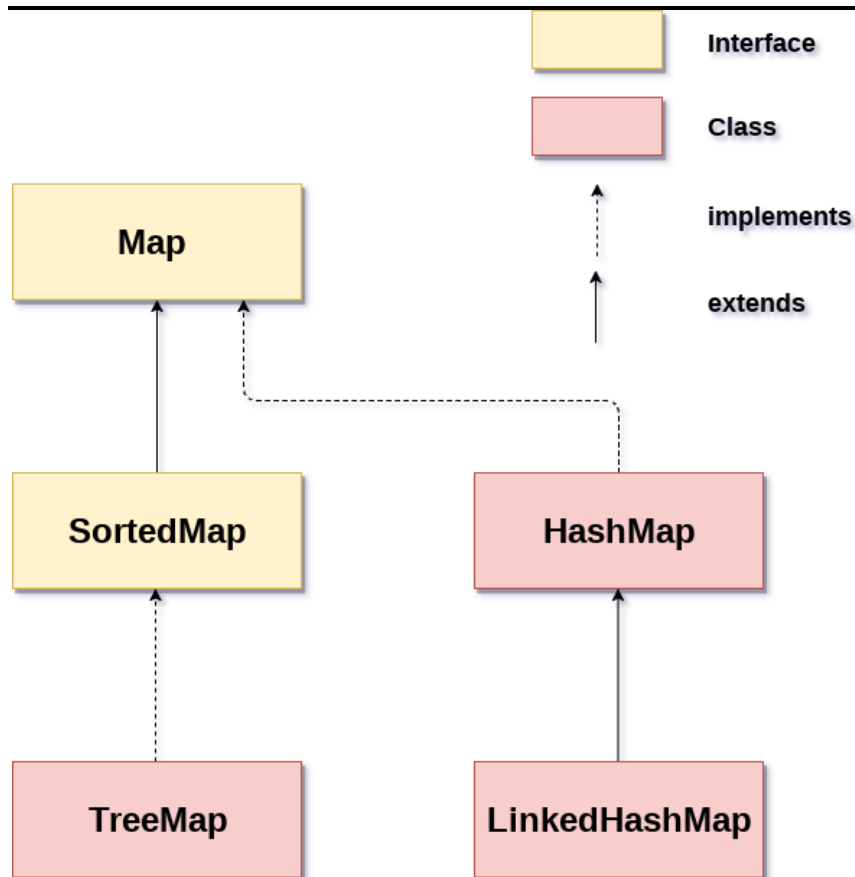 Interface
Class
implements
extends
Map
SortedMap
HashMap
TreeMap
LinkedHashMap